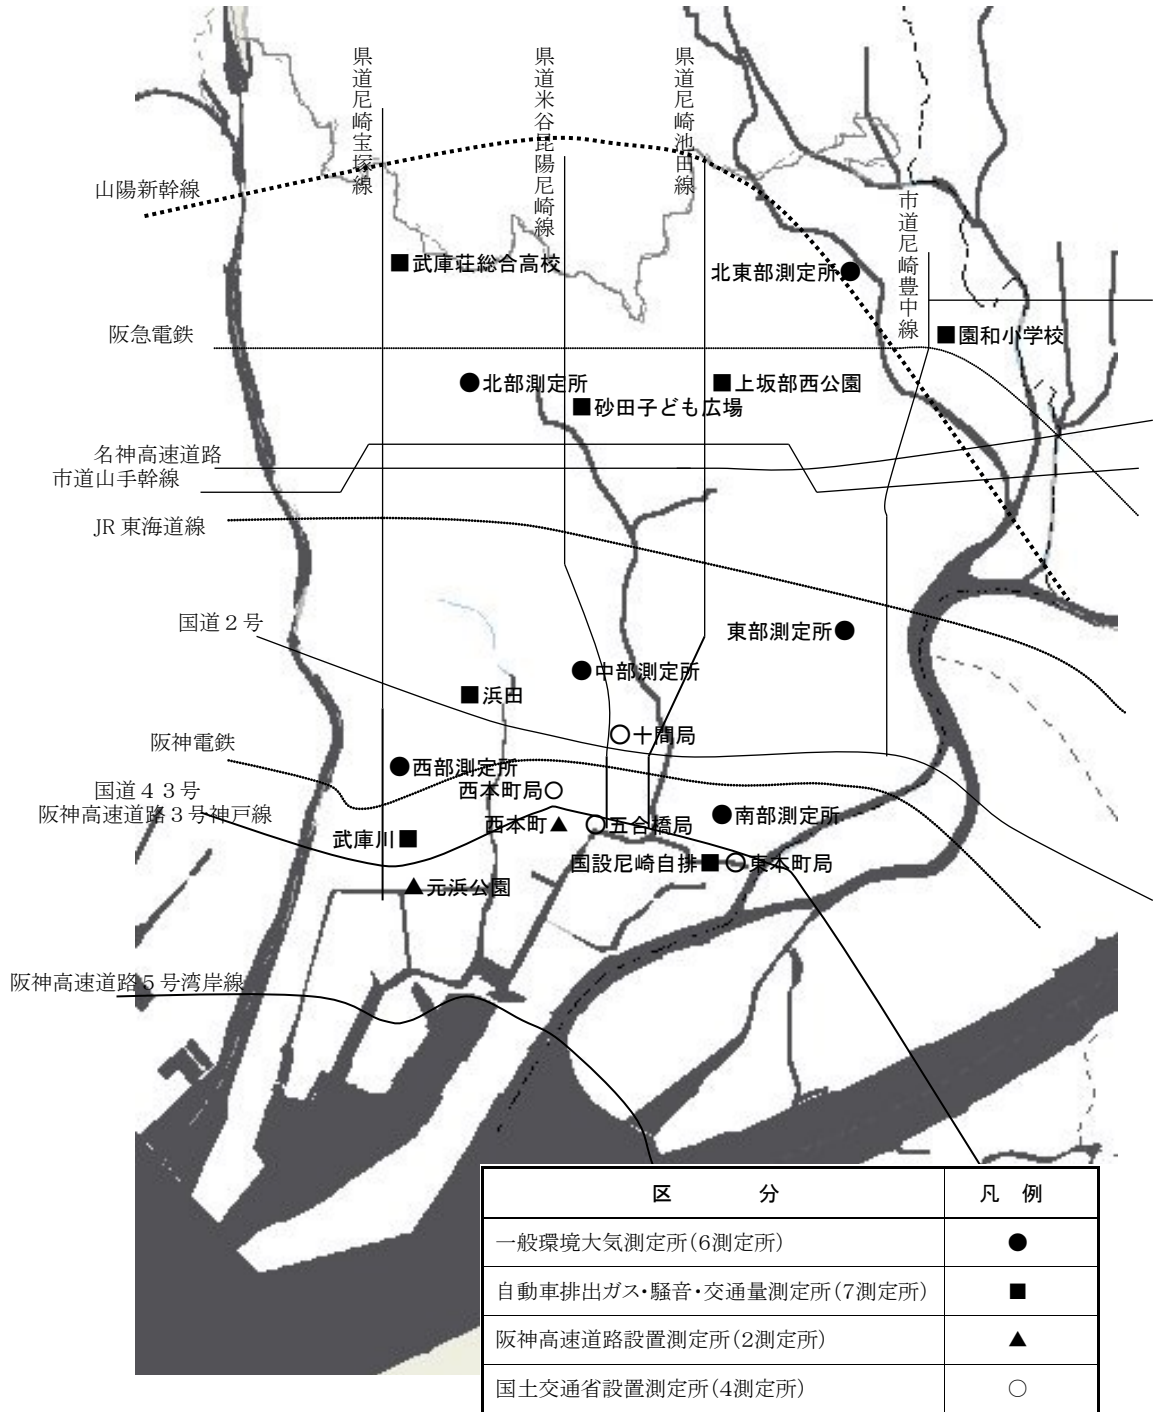 県道尼崎宝塚線
県道米谷昆陽尼崎線
県道尼崎池田線
市道尼崎豊中線
山陽新幹線
■武庫荘総合高校
北東部測定所●
阪急電鉄
■園和小学校
●北部測定所
■上坂部西公園
■砂田子ども広場
名神高速道路
市道山手幹線
JR東海道線
国道2号
東部測定所●
●中部測定所
■浜田
○十間局
阪神電鉄
●西部測定所
西本町局○
国道43号
阪神高速道路3号神戸線
西本町▲
○五合橋局
●南部測定所
武庫川■
国設尼崎自排■
○東本町局
▲元浜公園
阪神高速道路5号湾岸線
区 分 凡 例
一般環境大気測定所(6測定所) ●
自動車排出ガス・騒音・交通量測定所(7測定所) ■
阪神高速道路設置測定所(2測定所) ▲
国土交通省設置測定所(4測定所) ○